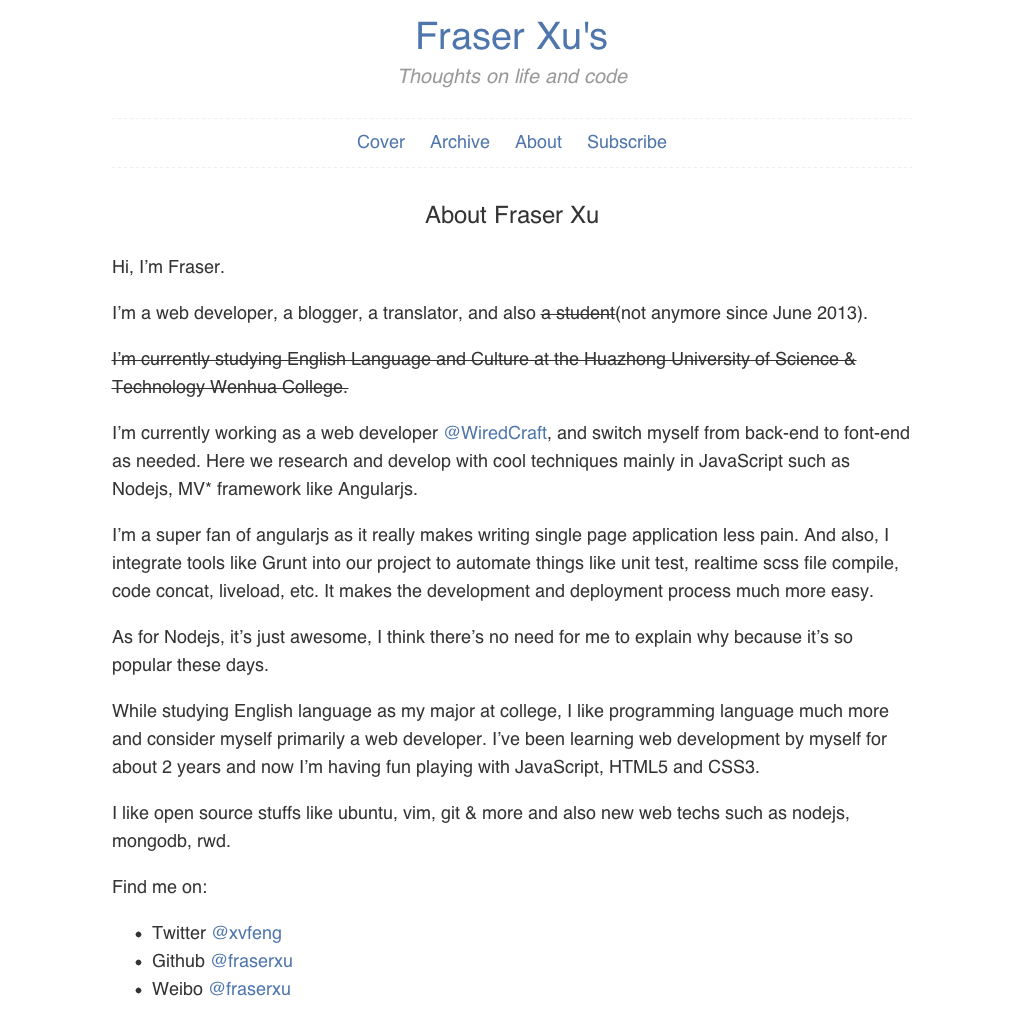 Fraser Xu's
Thoughts on life and code
Cover Archive About Subscribe
About Fraser Xu
Hi, I’m Fraser.
I’m a web developer, a blogger, a translator, and also a student(not anymore since June 2013).
I’m currently studying English Language and Culture at the Huazhong University of Science &
Technology Wenhua College.
I’m currently working as a web developer @WiredCraft, and switch myself from back-end to font-end
as needed. Here we research and develop with cool techniques mainly in JavaScript such as
Nodejs, MV* framework like Angularjs.
I’m a super fan of angularjs as it really makes writing single page application less pain. And also, I
integrate tools like Grunt into our project to automate things like unit test, realtime scss file compile,
code concat, liveload, etc. It makes the development and deployment process much more easy.
As for Nodejs, it’s just awesome, I think there’s no need for me to explain why because it’s so
popular these days.
While studying English language as my major at college, I like programming language much more
and consider myself primarily a web developer. I’ve been learning web development by myself for
about 2 years and now I’m having fun playing with JavaScript, HTML5 and CSS3.
I like open source stuffs like ubuntu, vim, git & more and also new web techs such as nodejs,
mongodb, rwd.
Find me on:
• Twitter @xvfeng
• Github @fraserxu
• Weibo @fraserxu